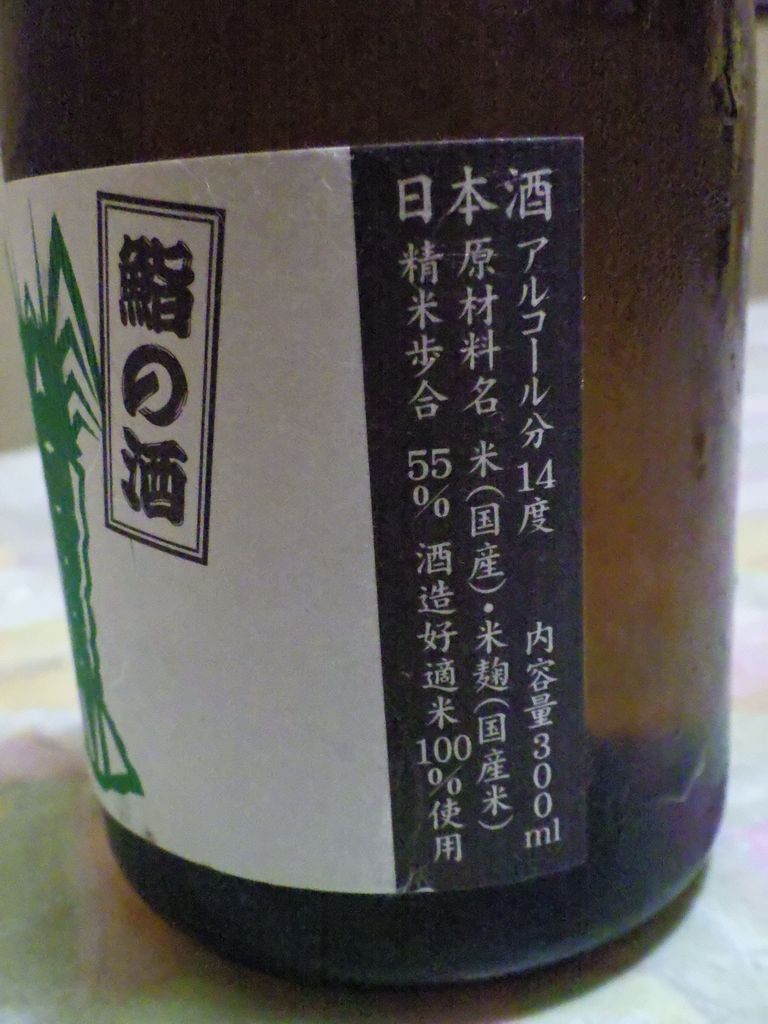 日本酒
アルコール分 14度 内容量300ml
原材料名 米(国産)・米麹(国産米)
精米歩合 55% 酒造好適米100%使用
鮨の酒